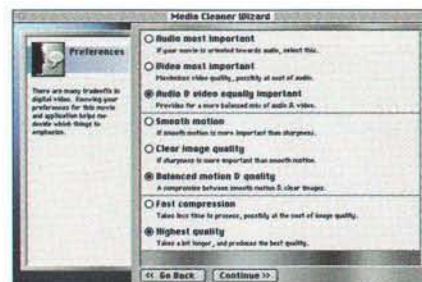 Media Cleaner Wizard
Preferences
There are many tradeoffs in
digital video. Knowing your
preferences for this movie
and application helps me
decide which things to
emphasize.
Audio most important
If your movie is oriented towards audio, select this.
Video most important
Maximizes video quality, possibly at cost of audio.
Audio & video equally important
Provides for a more balanced mix of audio & video.
Smooth motion
If smooth motion is more important than sharpness.
Clear image quality
If sharpness is more important than smooth motion.
Balanced motion & quality
A compromise between smooth motion & clear images.
Fast compression
Takes less time to process, possibly at the cost of image quality.
Highest quality
Takes a bit longer, and produces the best quality.
<< Go Back
Continue >>